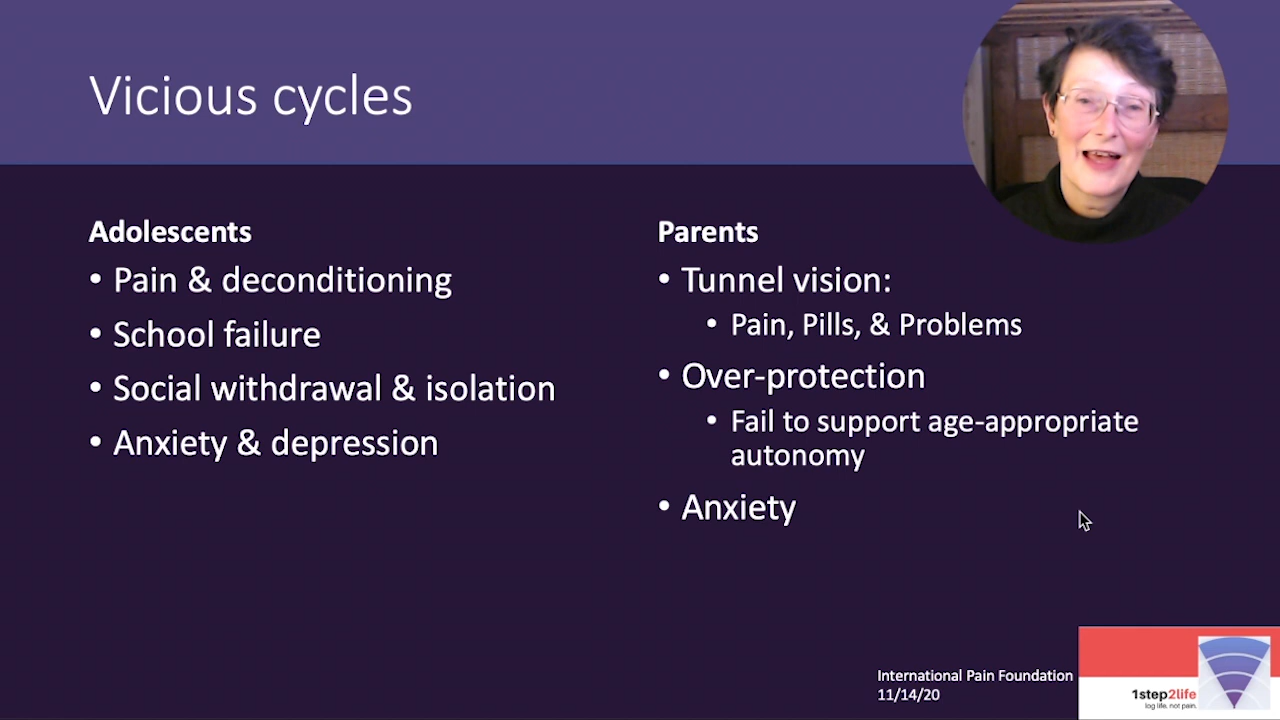 Vicious cycles
Adolescents
• Pain & deconditioning
• School failure
• Social withdrawal & isolation
• Anxiety & depression
Parents
• Tunnel vision:
• Pain, Pills, & Problems
• Over-protection
• Fail to support age-appropriate
autonomy
• Anxiety
International Pain Foundation
11/14/20
1step2life
log life. not pain.